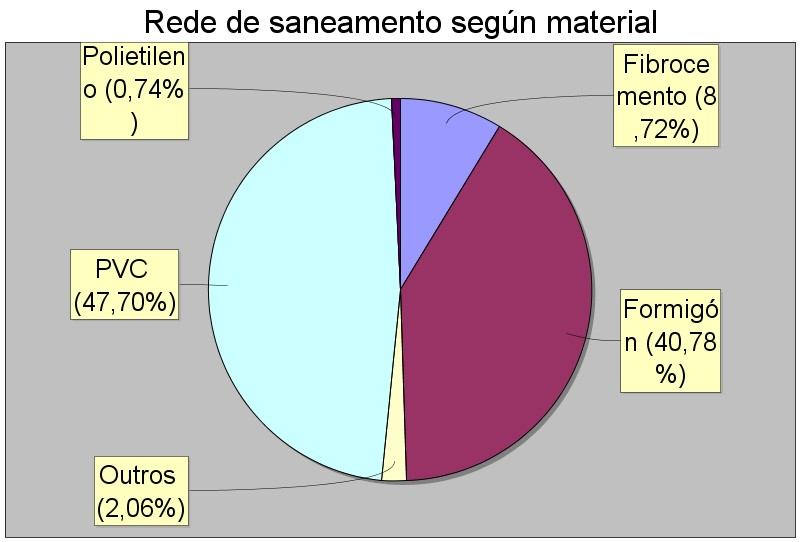 Rede de saneamento según material
Polietilen
o (0,74%
)
Fibroce
mento (8
,72%)
PVC
(47,70%)
Formigó
n (40,78
%)
Outros
(2,06%)